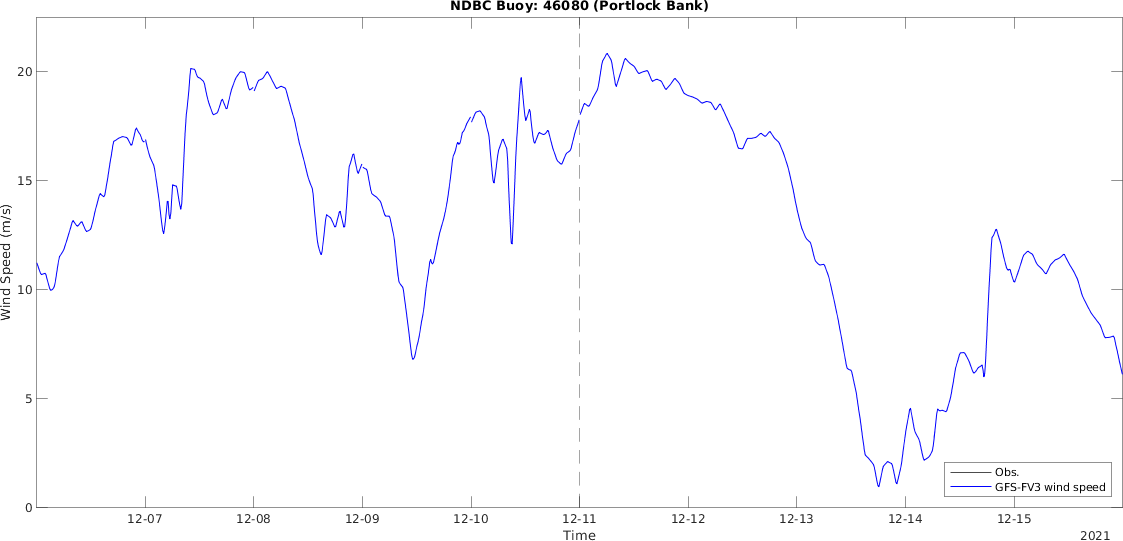 NDBC Buoy: 46080 (Portlock Bank)
Wind Speed (m/s)
20
15
10
5
0
12-07 12-08 12-09 12-10 12-11 12-12 12-13 12-14 12-15
Time
2021
Obs.
GFS-FV3 wind speed